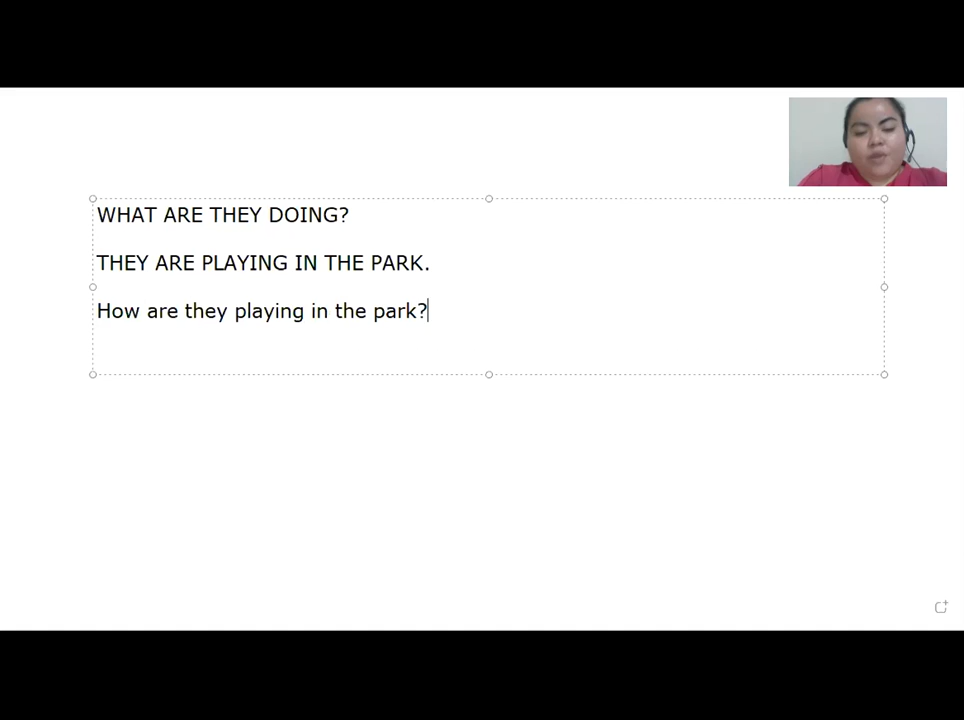 WHAT ARE THEY DOING?
THEY ARE PLAYING IN THE PARK.
How are they playing in the park?